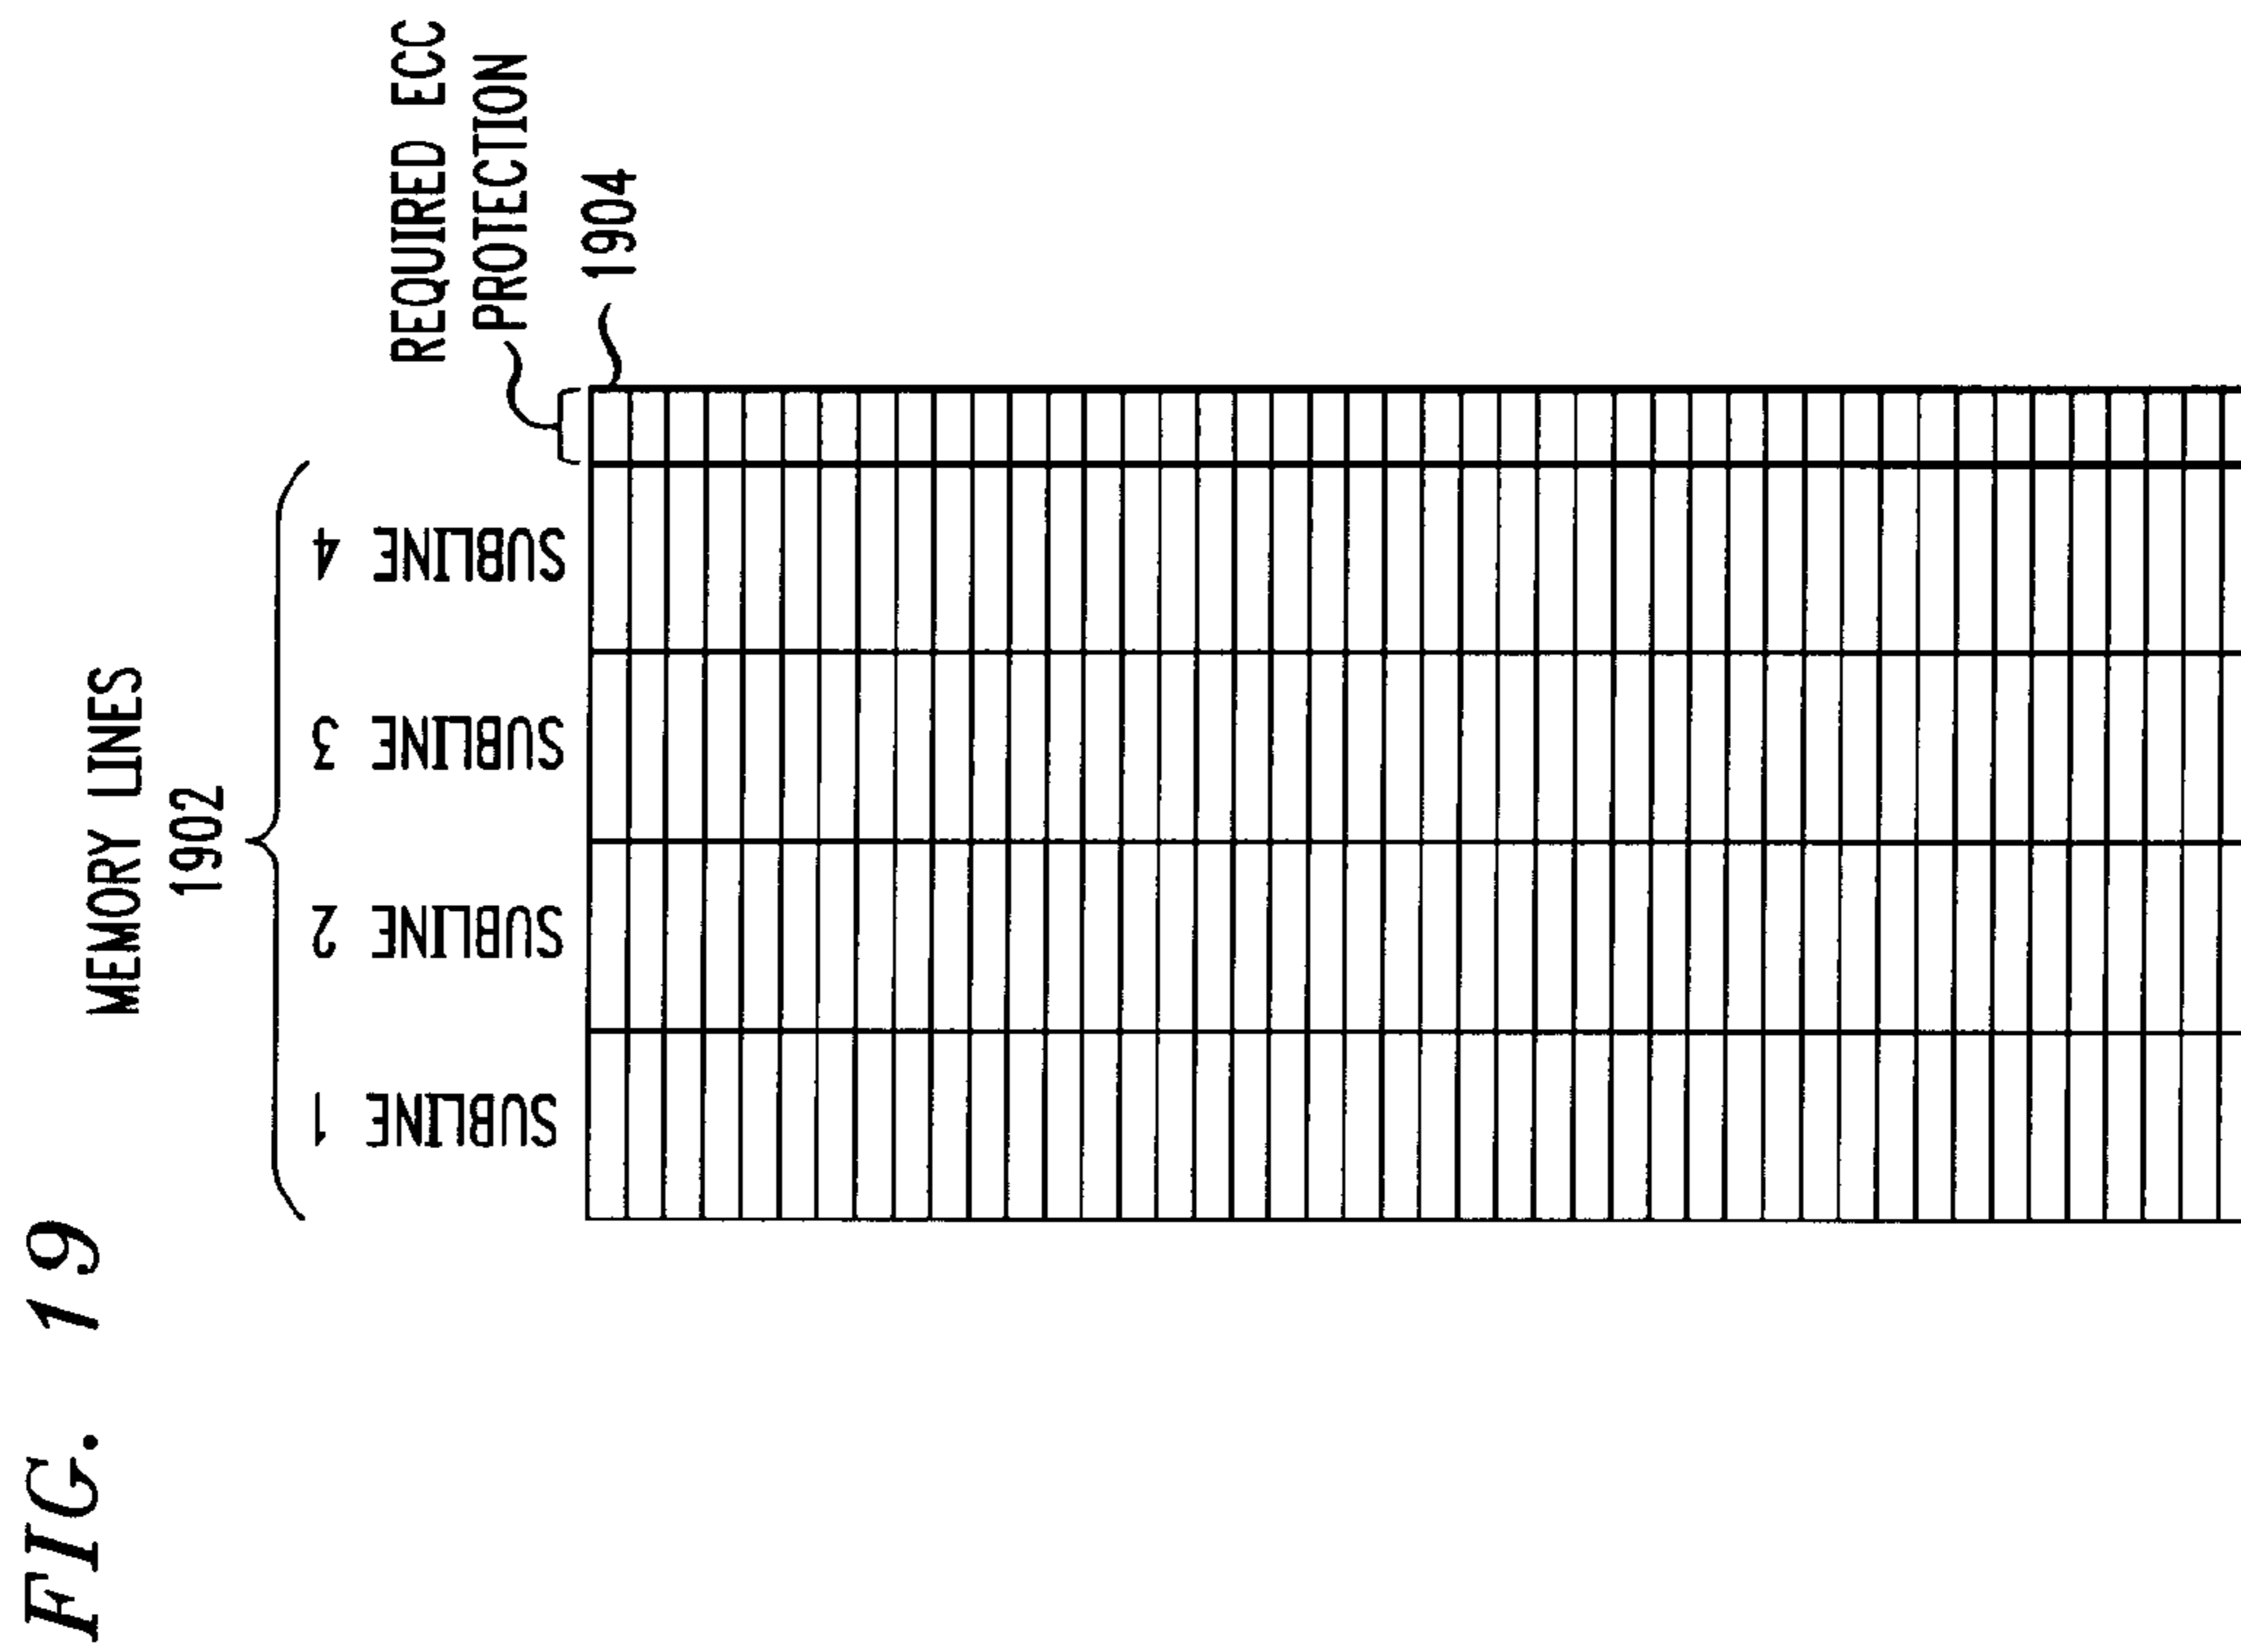 FIG. 19
MEMORY LINES
1902
REQUIRED ECC
PROTECTION
1904
SUBLINE 1
SUBLINE 2
SUBLINE 3
SUBLINE 4